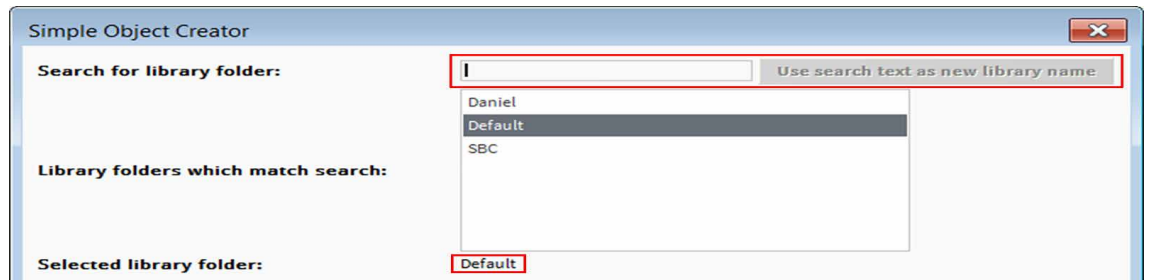 Simple Object Creator
Search for library folder:
Use search text as new library name
Daniel
Default
SBC
Library folders which match search:
Selected library folder:
Default